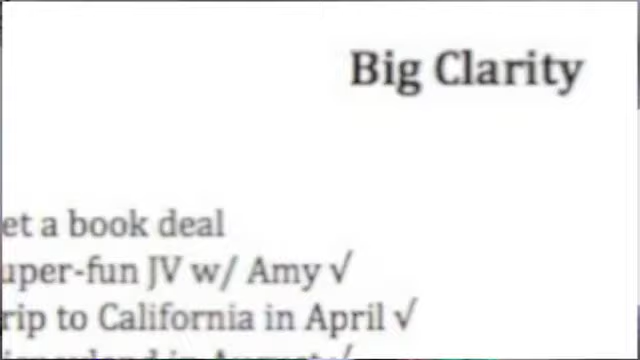 Big Clarity
et a book deal
uper-fun JV w/ Amy √
rip to California in April √